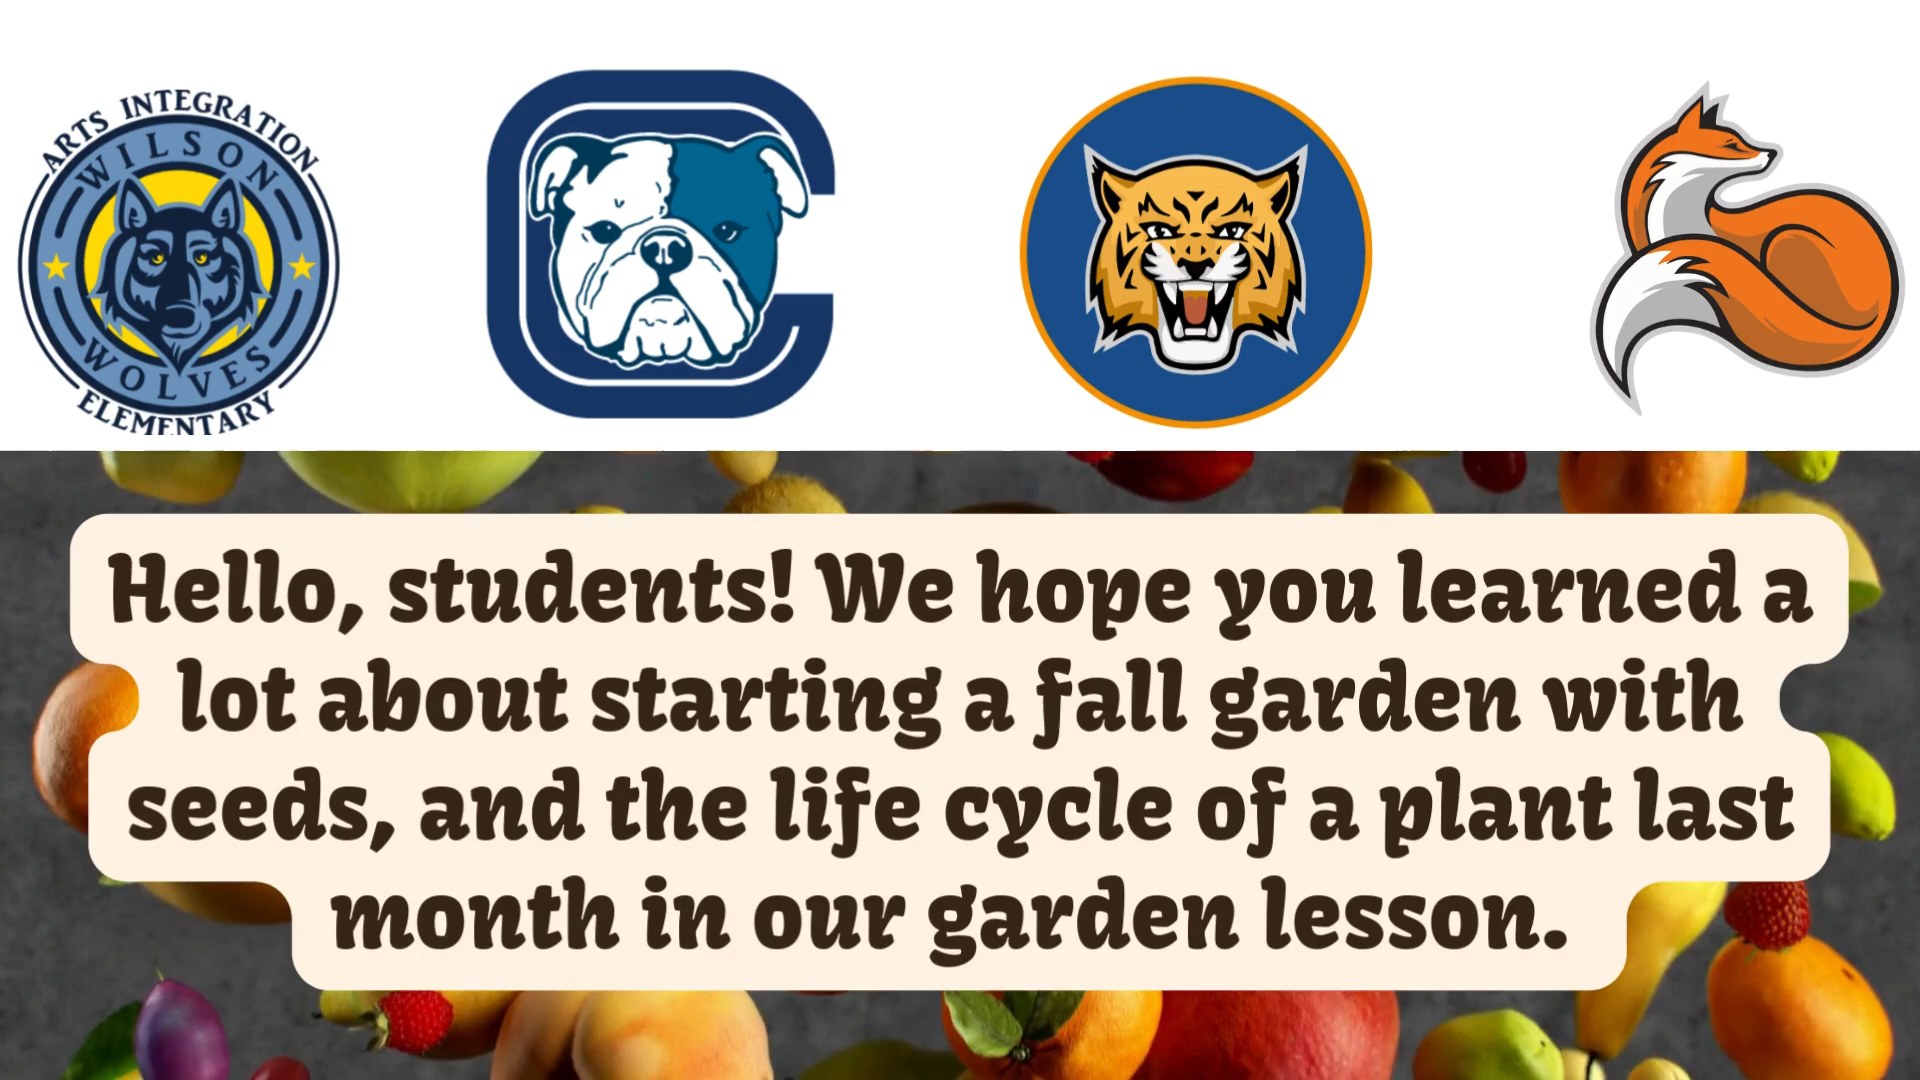 ARTS INTEGRATION
WILSON
WOLVES
ELEMENTARY
C
Hello, students! We hope you learned a
lot about starting a fall garden with
seeds, and the life cycle of a plant last
month in our garden lesson.